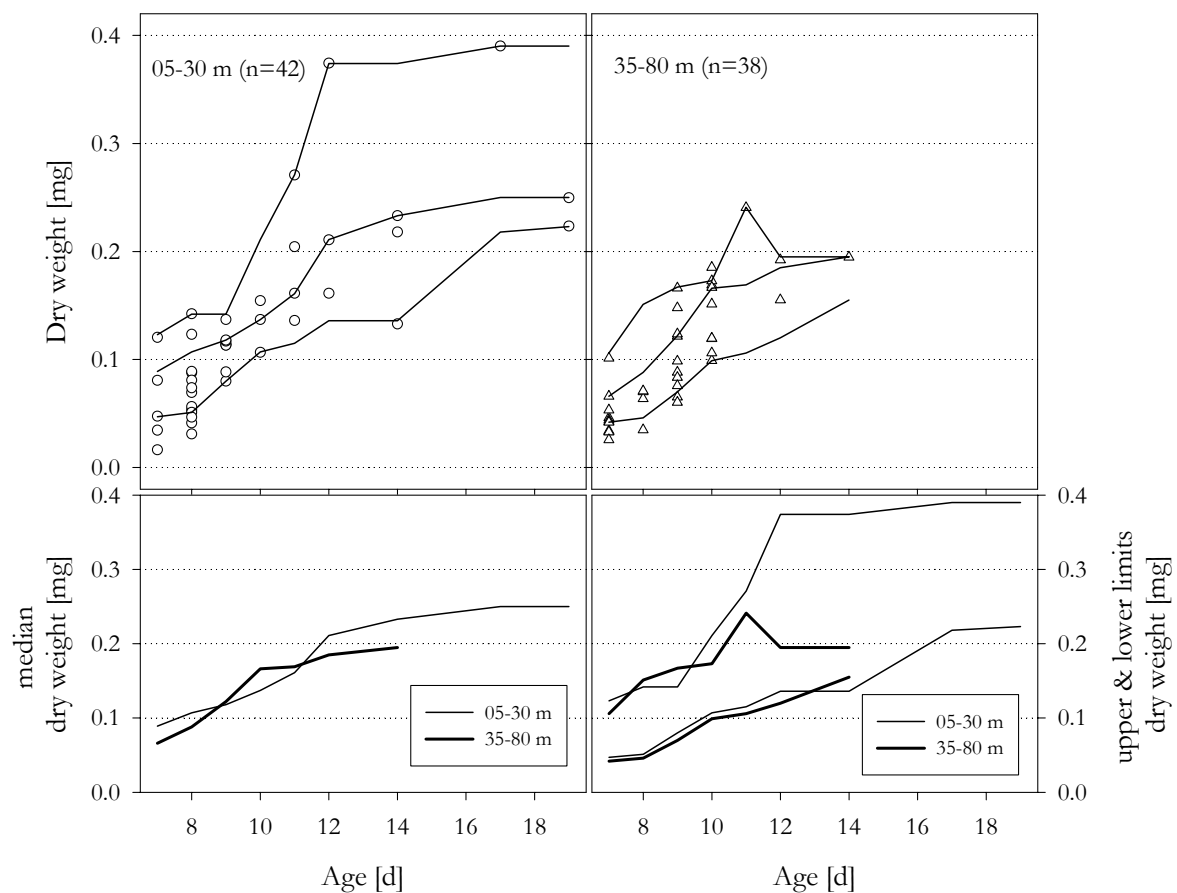 0.4
0.3
0.2
0.1
0.0
Dry weight [mg]
05-30 m (n=42)
35-80 m (n=38)
0.4
0.3
0.2
0.1
0.0
median
dry weight [mg]
05-30 m
35-80 m
05-30 m
35-80 m
0.4
0.3
0.2
0.1
0.0
upper & lower limits
dry weight [mg]
8 10 12 14 16 18
8 10 12 14 16 18
Age [d]
Age [d]